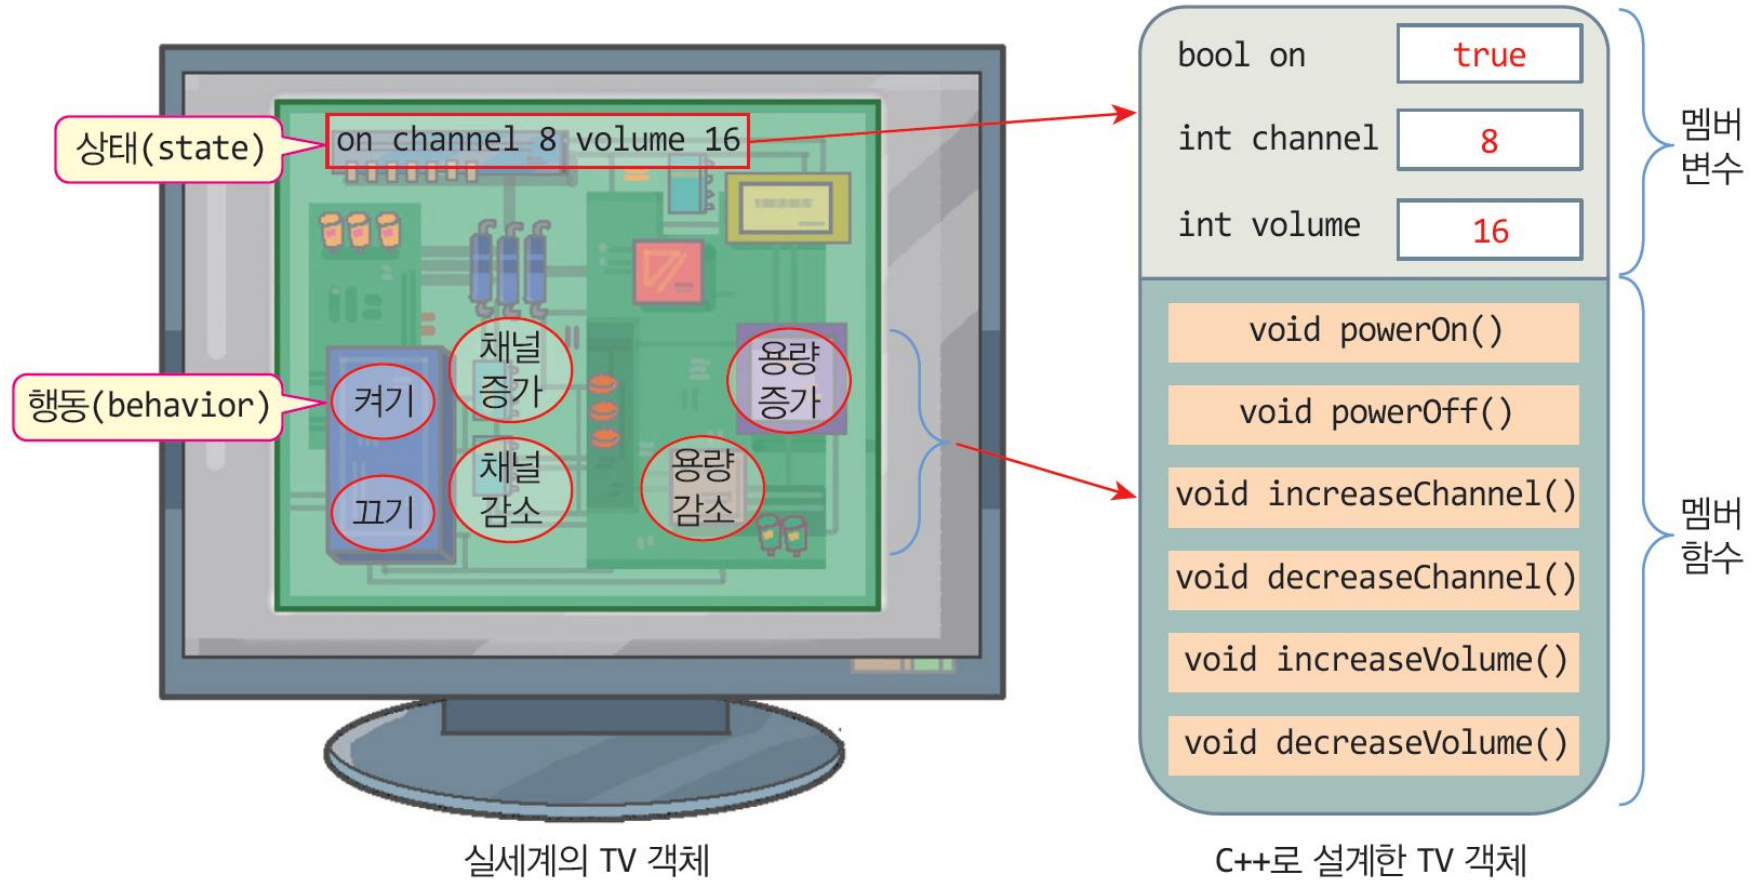 상태(state)
on channel 8 volume 16
행동(behavior)
켜기
끄기
채널
증가
채널
감소
용량
증가
용량
감소
실세계의 TV 객체
bool on true
int channel 8
int volume 16
멤버
변수
void powerOn()
void powerOff()
void increaseChannel()
void decreaseChannel()
void increaseVolume()
void decreaseVolume()
멤버
함수
C++로 설계한 TV 객체